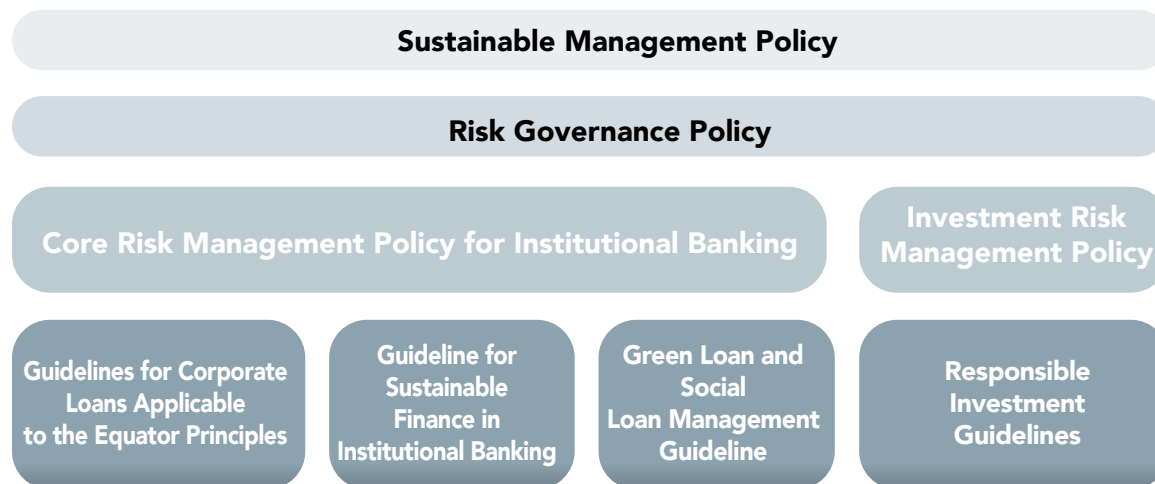 Sustainable Management Policy
Risk Governance Policy
Core Risk Management Policy for Institutional Banking
Investment Risk
Management Policy
Guidelines for Corporate
Loans Applicable
to the Equator Principles
Guideline for
Sustainable
Finance in
Institutional Banking
Green Loan and
Social
Loan Management
Guideline
Responsible
Investment
Guidelines